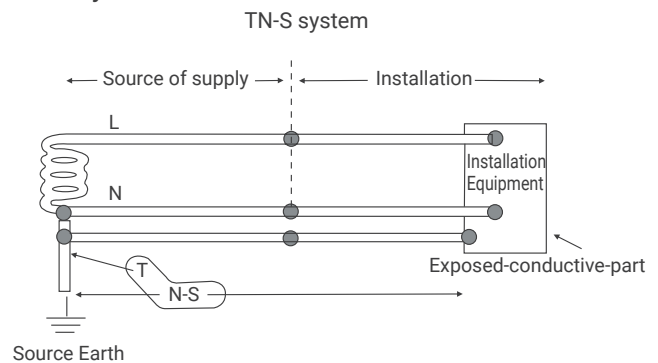 TN-S system
Source of supply
Installation
L
Installation
Equipment
N
Exposed-conductive-part
T
N-S
Source Earth